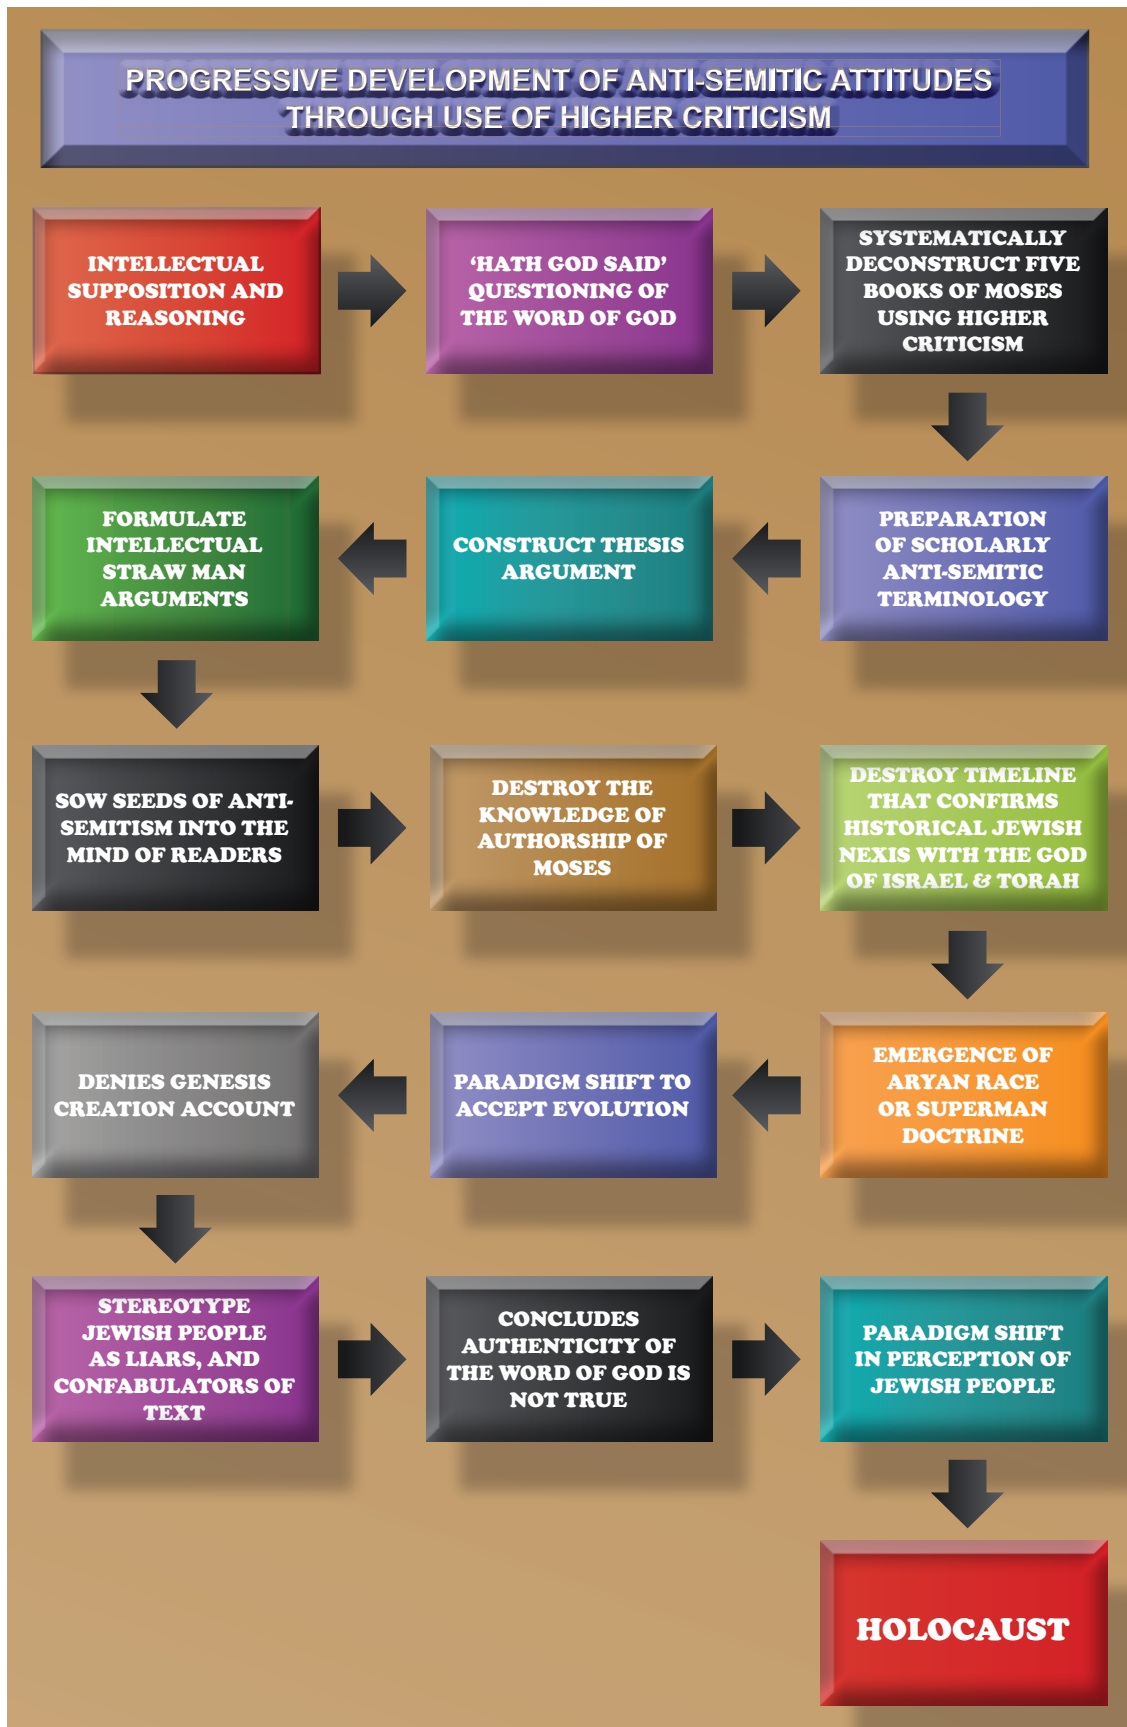 PROGRESSIVE DEVELOPMENT OF ANTI-SEMITIC ATTITUDES
THROUGH USE OF HIGHER CRITICISM
INTELLECTUAL
SUPPOSITION AND
REASONING
‘HATH GOD SAID’
QUESTIONING OF
THE WORD OF GOD
SYSTEMATICALLY
DECONSTRUCT FIVE
BOOKS OF MOSES
USING HIGHER
CRITICISM
PREPARATION
OF SCHOLARLY
ANTI-SEMITIC
TERMINOLOGY
CONSTRUCT THESIS
ARGUMENT
FORMULATE
INTELLECTUAL
STRAW MAN
ARGUMENTS
SOW SEEDS OF ANTI-
SEMITISM INTO THE
MIND OF READERS
DESTROY THE
KNOWLEDGE OF
AUTHORSHIP OF
MOSES
DESTROY TIMELINE
THAT CONFIRMS
HISTORICAL JEWISH
NEXIS WITH THE GOD
OF ISRAEL & TORAH
EMERGENCE OF
ARYAN RACE
OR SUPERMAN
DOCTRINE
PARADIGM SHIFT TO
ACCEPT EVOLUTION
DENIES GENESIS
CREATION ACCOUNT
STEREOTYPE
JEWISH PEOPLE
AS LIARS, AND
CONFABULATORS OF
TEXT
CONCLUDES
AUTHENTICITY OF
THE WORD OF GOD IS
NOT TRUE
PARADIGM SHIFT
IN PERCEPTION OF
JEWISH PEOPLE
HOLOCAUST